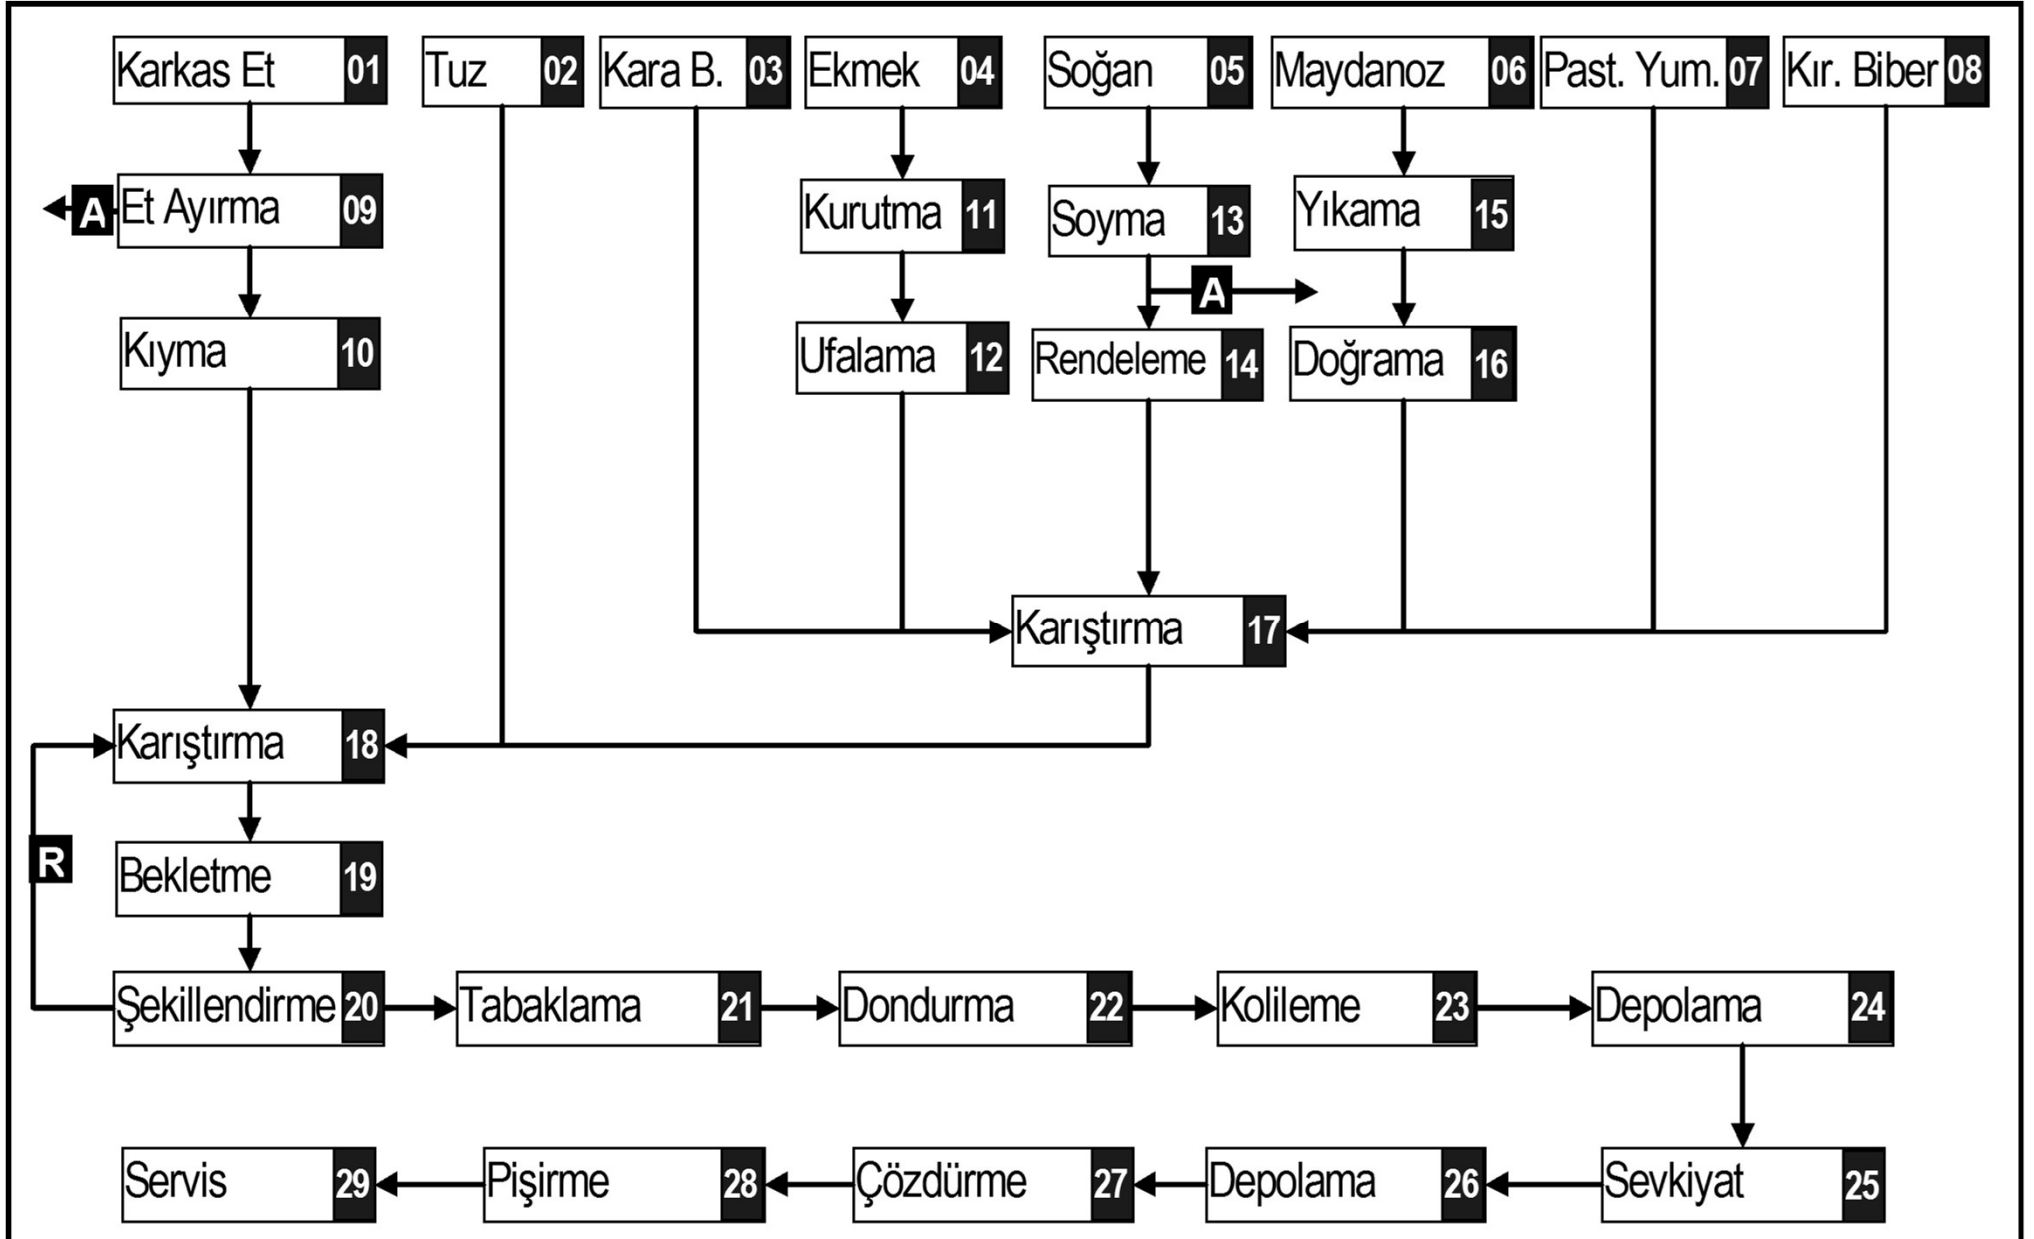 Karkas Et 01
Tuz 02
Kara B. 03
Ekmek 04
Soğan 05
Maydanoz 06
Past. Yum. 07
Kır. Biber 08
A
Et Ayırma 09
Kurutma 11
Soyma 13
Yıkama 15
A
Kıyma 10
Ufalama 12
Rendeleme 14
Doğrama 16
Karıştırma 17
Karıştırma 18
R
Bekletme 19
Şekillendirme 20
Tabaklama 21
Dondurma 22
Kolileme 23
Depolama 24
Servis 29
Pişirme 28
Çözdürme 27
Depolama 26
Sevkiyat 25